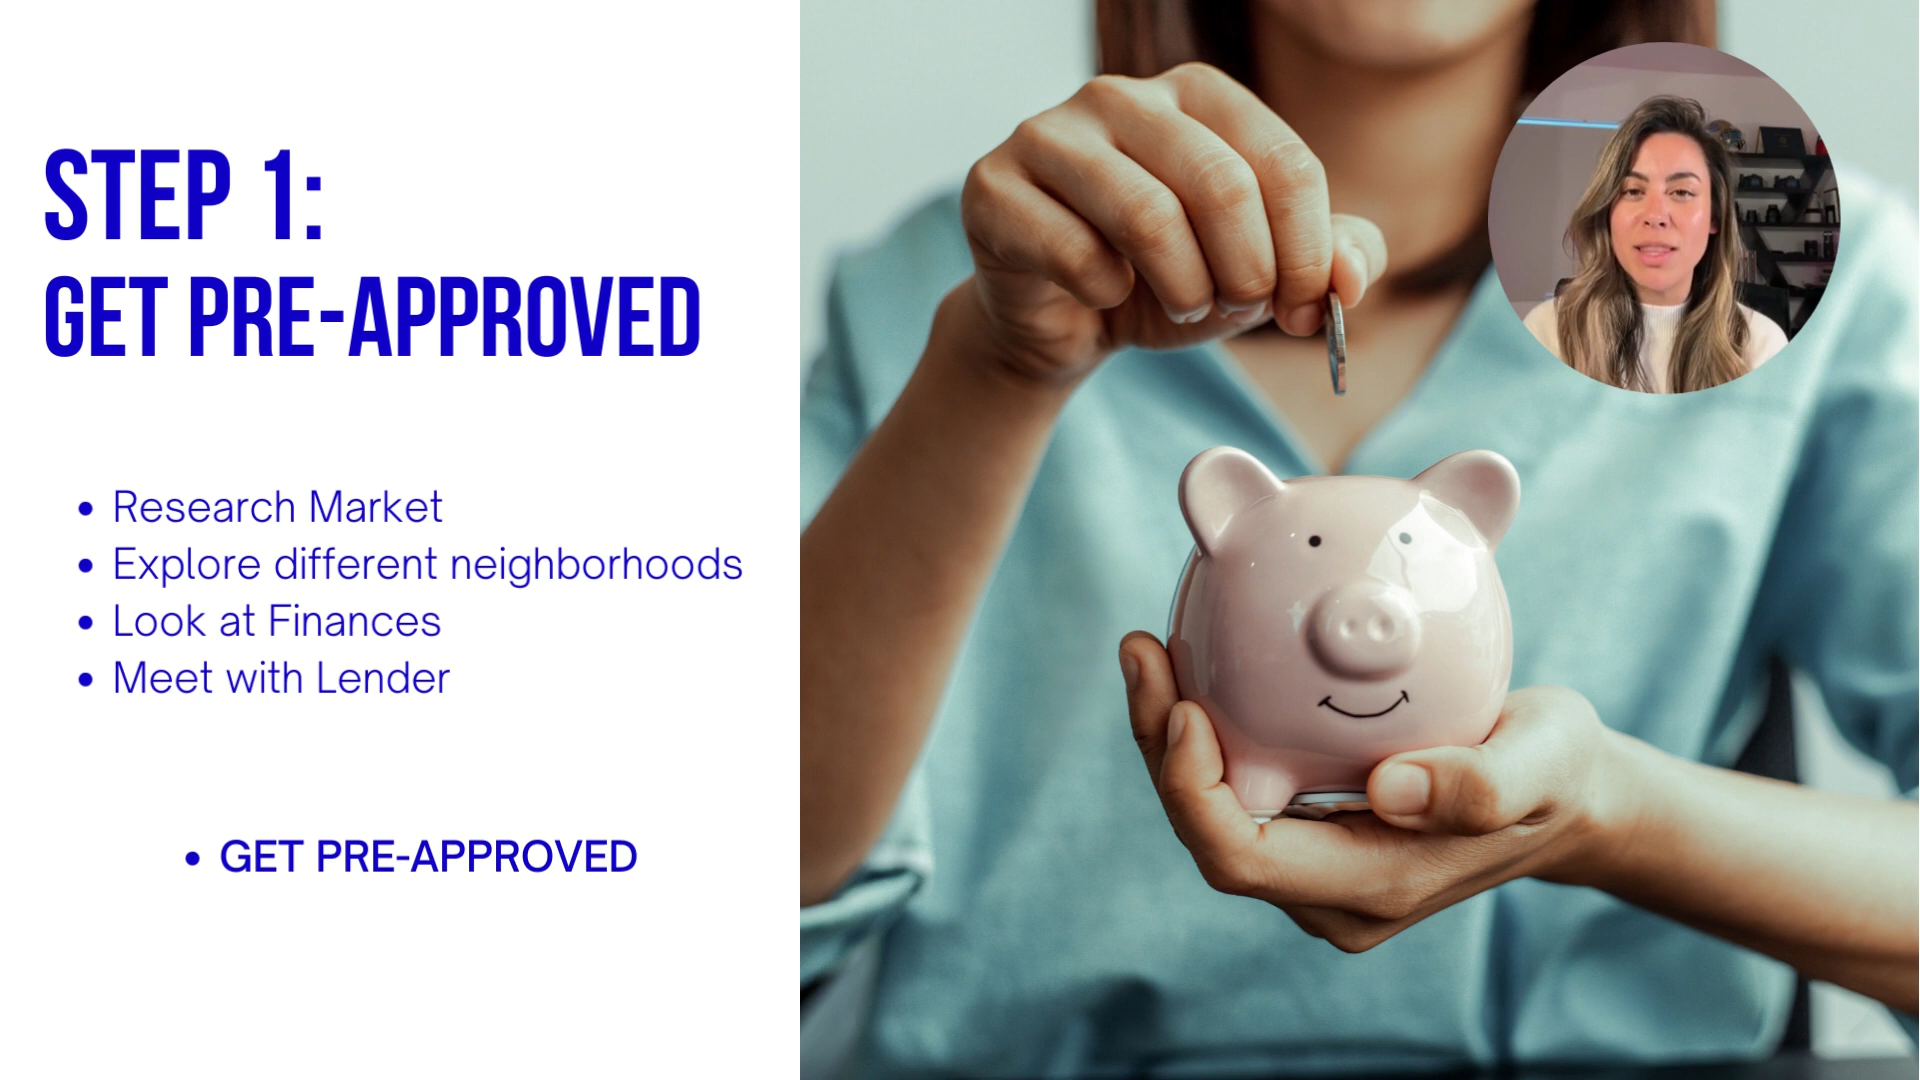 STEP 1:
GET PRE-APPROVED
• Research Market
• Explore different neighborhoods
• Look at Finances
• Meet with Lender
• GET PRE-APPROVED